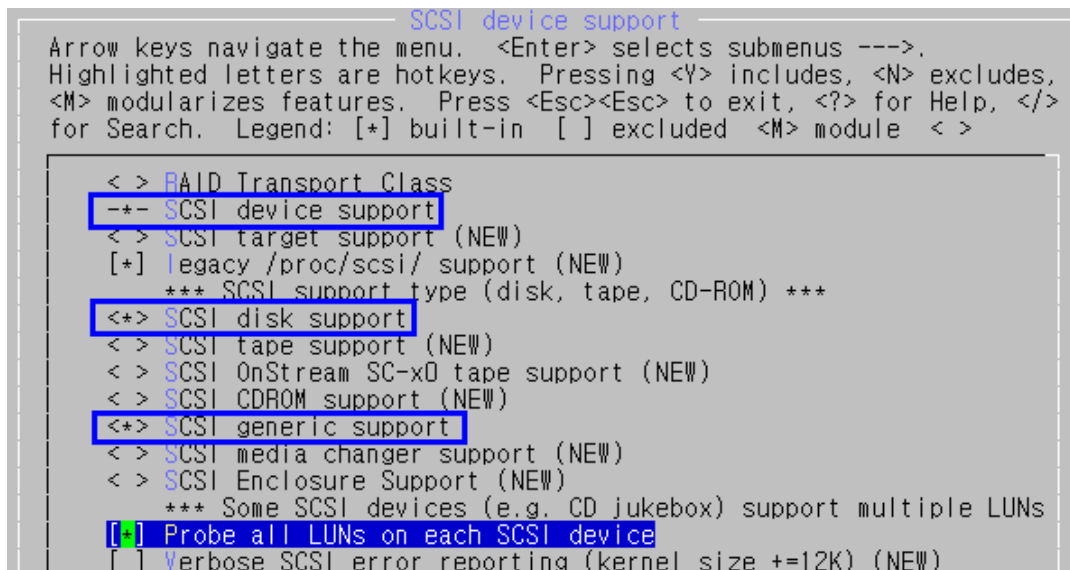 SCSI device support
Arrow keys navigate the menu.  <Enter> selects submenus --->.
Highlighted letters are hotkeys.  Pressing <Y> includes, <N> excludes,
<M> modularizes features.  Press <Esc><Esc> to exit, <?> for Help, </>
for Search.  Legend: [*] built-in  [ ] excluded  <M> module  < >
< > RAID Transport Class
-*- SCSI device support
< > SCSI target support (NEW)
[*] legacy /proc/scsi/ support (NEW)
*** SCSI support type (disk, tape, CD-ROM) ***
<*> SCSI disk support
< > SCSI tape support (NEW)
< > SCSI OnStream SC-x0 tape support (NEW)
< > SCSI CDROM support (NEW)
<*> SCSI generic support
< > SCSI media changer support (NEW)
< > SCSI Enclosure Support (NEW)
*** Some SCSI devices (e.g. CD jukebox) support multiple LUNs
[*] Probe all LUNs on each SCSI device
[ ] Verbose SCSI error reporting (kernel size +=12K) (NEW)